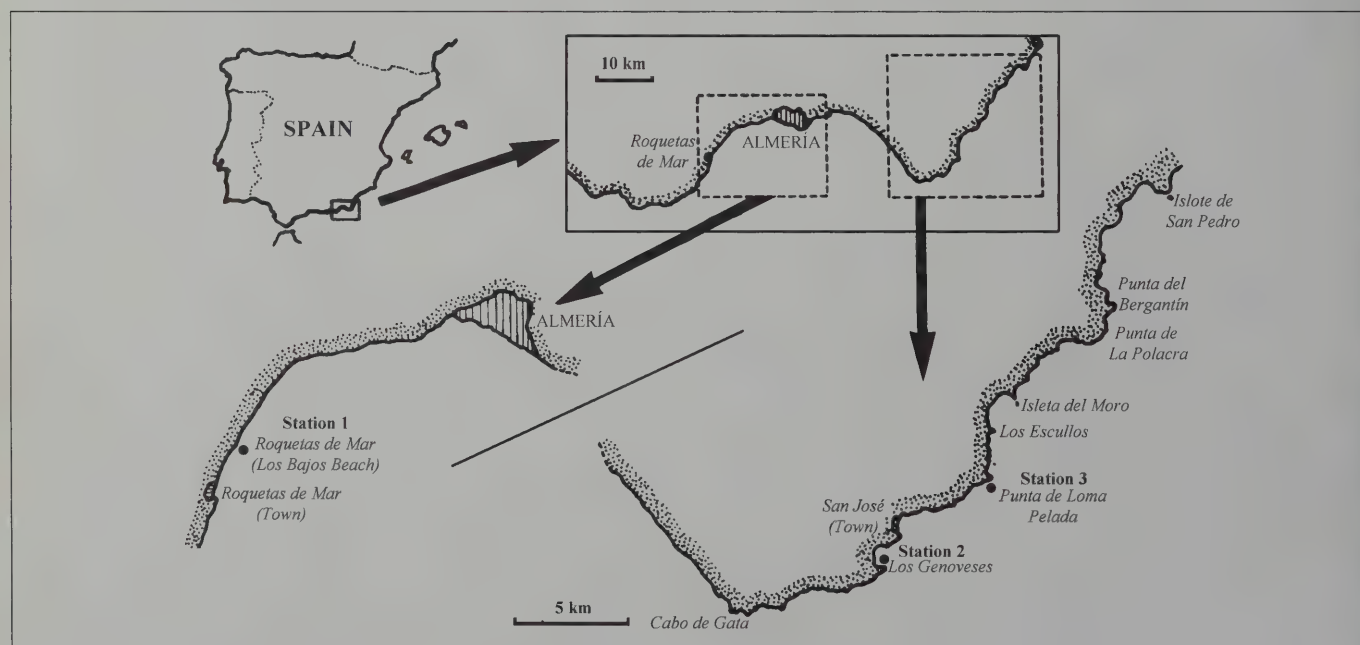 SPAIN
10 km
Roquetas
de Mar
ALMERÍA
Islote de
San Pedro
Punta del
Bergantín
Punta de
La Polacra
Isleta del Moro
Los Escullos
Station 3
Punta de Loma
Pelada
ALMERÍA
Station 1
Roquetas de Mar
(Los Bajos Beach)
Roquetas de Mar
(Town)
San José
(Town)
Station 2
Los Genoveses
5 km
Cabo de Gata